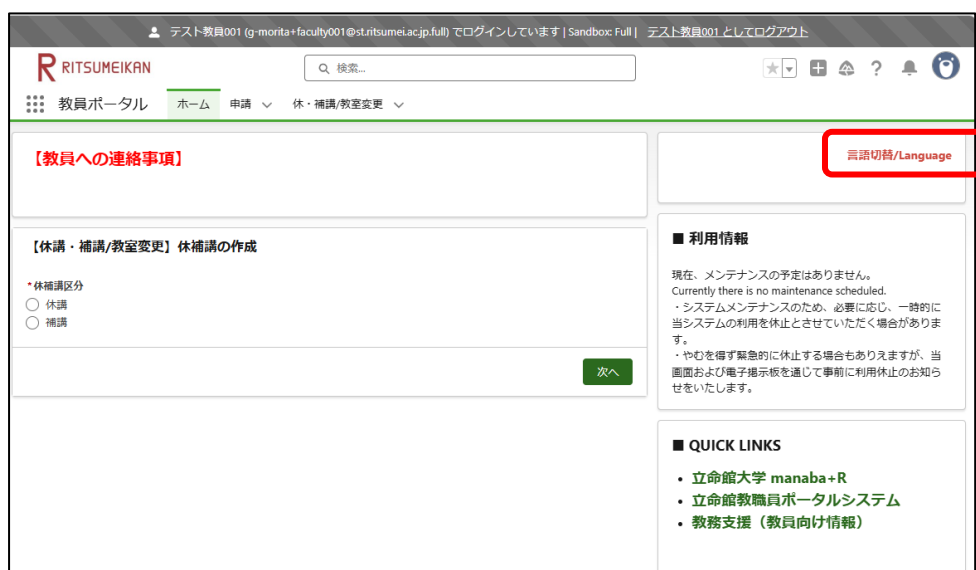 テスト教員001 (g-morita+faculty001@st.ritsumei.ac.jp.full) でログインしています | Sandbox: Full | テスト教員001 としてログアウト
RITSUMEIKAN
検索...
教員ポータル ホーム 申請 休・補講/教室変更
【教員への連絡事項】
言語切替/Language
【休講・補講/教室変更】休補講の作成
*休補講区分
休講
補講
次へ
■ 利用情報
現在、メンテナンスの予定はありません。
Currently there is no maintenance scheduled.
・システムメンテナンスのため、必要に応じ、一時的に
当システムの利用を休止とさせていただく場合がありま
す。
・やむを得ず緊急的に休止する場合もありえますが、当
画面および電子掲示板を通じて事前に利用休止のお知ら
せをいたします。
■ QUICK LINKS
• 立命館大学 manaba+R
• 立命館教職員ポータルシステム
• 教務支援（教員向け情報）